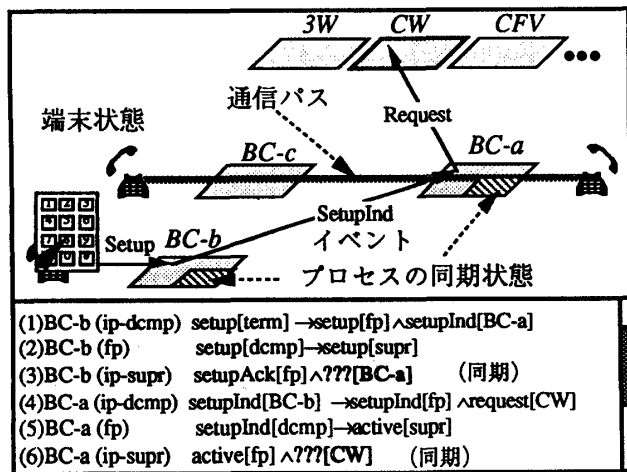 3W CW CFV •••
通信パス
Request
端末状態
BC-c
BC-a
SetupInd
Setup
BC-b
イベント
プロセスの同期状態
(1)BC-b (ip-dcmp) setup[term] →setup[fp] ∧setupInd[BC-a]
(2)BC-b (fp) setup[dcmp]→setup[supr]
(3)BC-b (ip-supr) setupAck[fp] ∧???[BC-a] (同期)
(4)BC-a (ip-dcmp) setupInd[BC-b] →setupInd[fp] ∧request[CW]
(5)BC-a (fp) setupInd[dcmp]→active[supr]
(6)BC-a (ip-supr) active[fp] ∧???[CW] (同期)